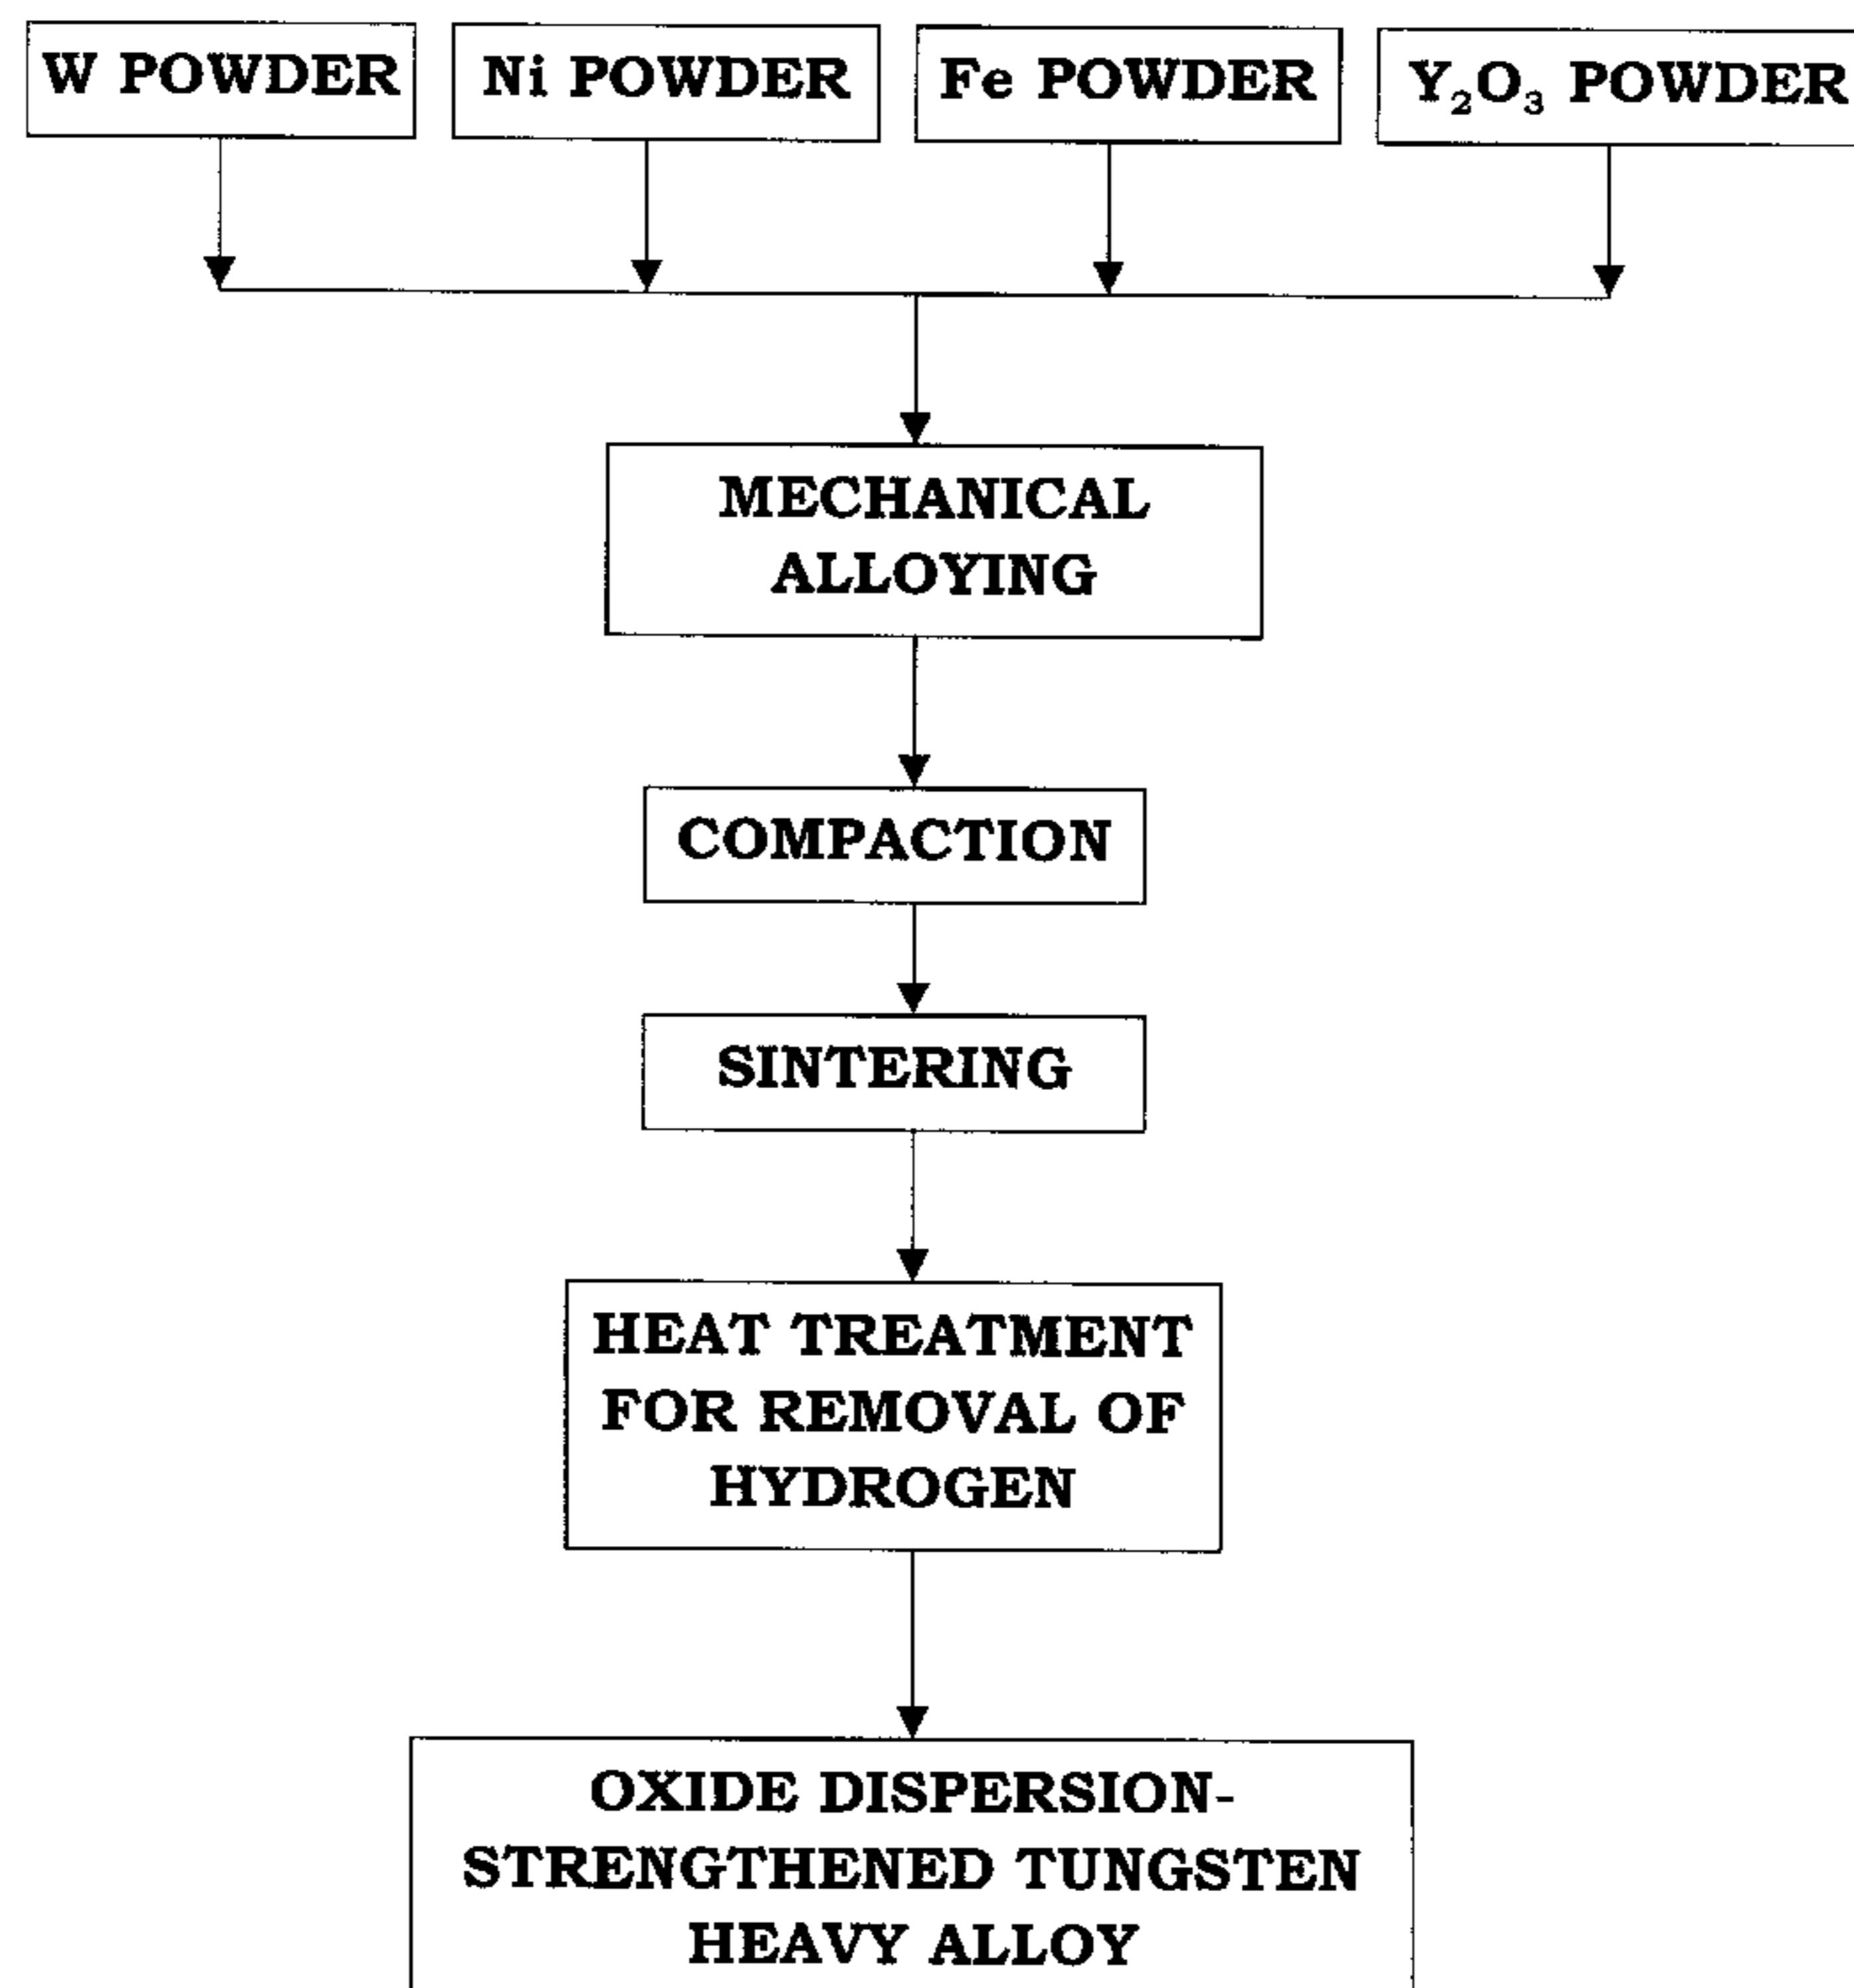 W POWDER
Ni POWDER
Fe POWDER
Y₂O₃ POWDER
MECHANICAL
ALLOYING
COMPACTION
SINTERING
HEAT TREATMENT
FOR REMOVAL OF
HYDROGEN
OXIDE DISPERSION-
STRENGTHENED TUNGSTEN
HEAVY ALLOY